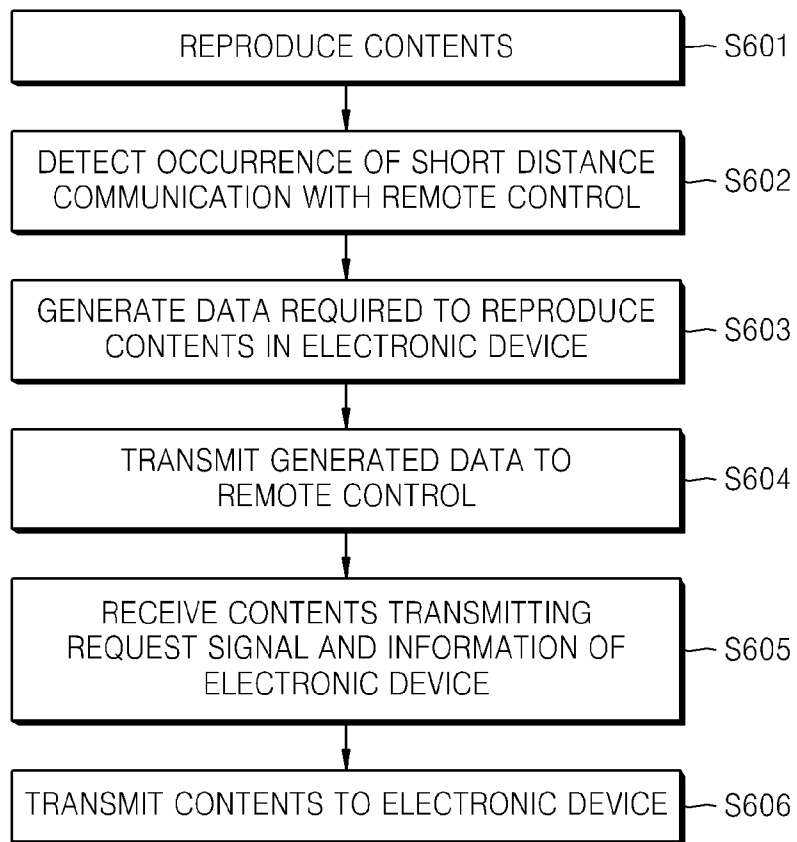 REPRODUCE CONTENTS
S601
DETECT OCCURRENCE OF SHORT DISTANCE
COMMUNICATION WITH REMOTE CONTROL
S602
GENERATE DATA REQUIRED TO REPRODUCE
CONTENTS IN ELECTRONIC DEVICE
S603
TRANSMIT GENERATED DATA TO
REMOTE CONTROL
S604
RECEIVE CONTENTS TRANSMITTING
REQUEST SIGNAL AND INFORMATION OF
ELECTRONIC DEVICE
S605
TRANSMIT CONTENTS TO ELECTRONIC DEVICE
S606